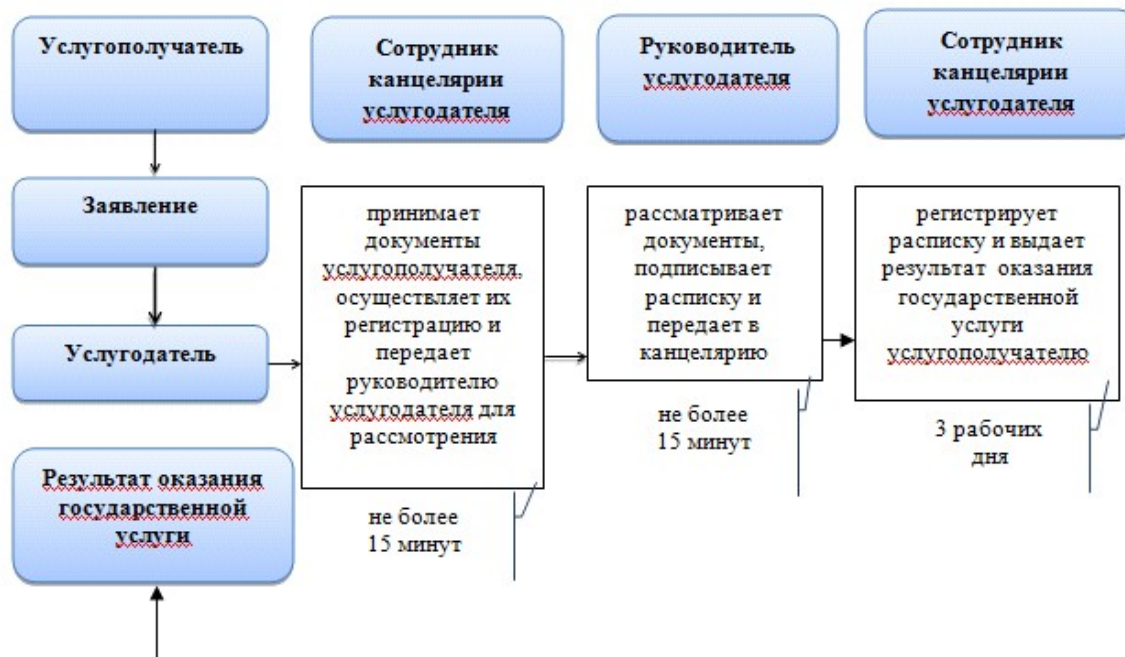 Услугополучатель
Сотрудник
канцелярии
услугодателя
Руководитель
услугодателя
Сотрудник
канцелярии
услугодателя
Заявление
Услугодатель
Результат оказания
государственной
услуги
принимает
документы
услугополучателя,
осуществляет их
регистрацию и
передает
руководителю
услугодателя для
рассмотрения
не более
15 минут
рассматривает
документы,
подписывает
расписку и
передает в
канцелярию
не более
15 минут
регистрирует
расписку и выдает
результат оказания
государственной
услуги
услугополучателю
3 рабочих
дня